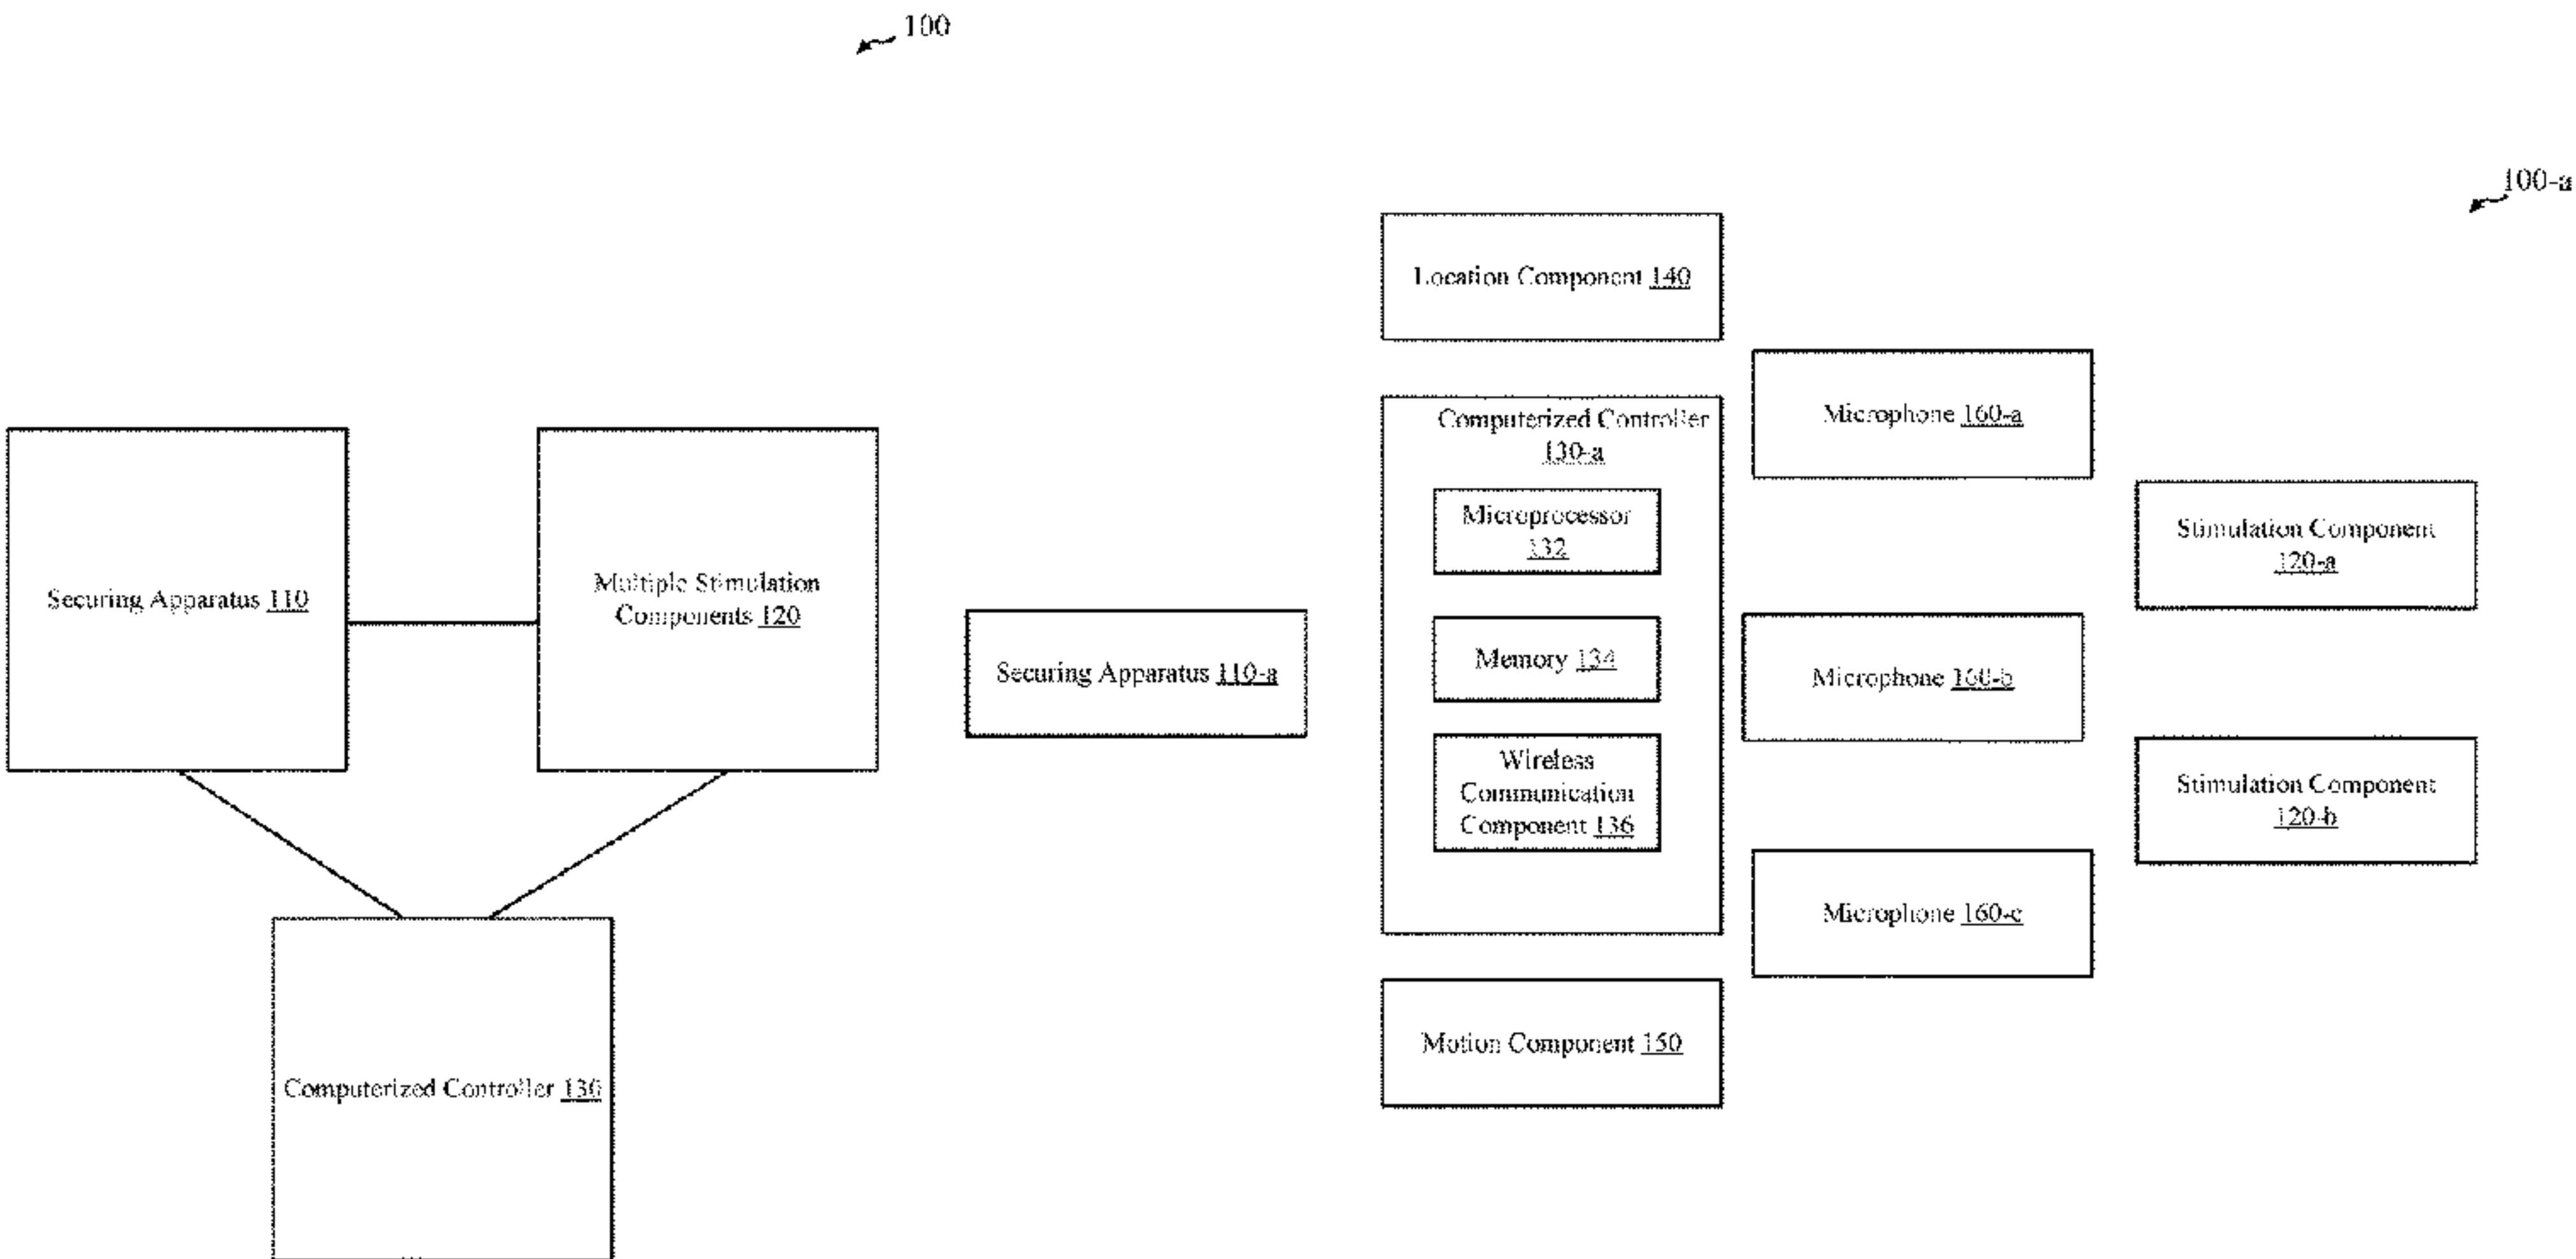 100
Securing Apparatus 110
Multiple Stimulation
Components 120
Computerized Controller 130
100-a
Location Component 140
Computerized Controller
130-a
Microprocessor
132
Memory 134
Wireless
Communication
Component 136
Securing Apparatus 110-a
Motion Component 150
Microphone 160-a
Microphone 160-b
Microphone 160-c
Stimulation Component
120-a
Stimulation Component
120-b